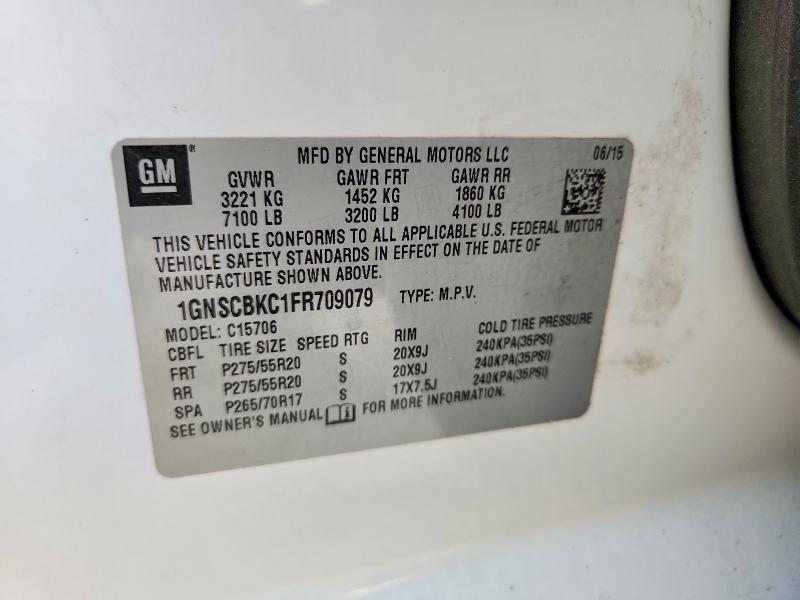 GM®
MFD BY GENERAL MOTORS LLC 06/15
GVWR GAWR FRT GAWR RR
3221 KG 1452 KG 1860 KG
7100 LB 3200 LB 4100 LB
THIS VEHICLE CONFORMS TO ALL APPLICABLE U.S. FEDERAL MOTOR
VEHICLE SAFETY STANDARDS IN EFFECT ON THE DATE OF
MANUFACTURE SHOWN ABOVE.
1GNSCBKC1FR709079 TYPE: M.P.V.
MODEL: C15706
CBFL TIRE SIZE SPEED RTG RIM COLD TIRE PRESSURE
FRT P275/55R20 S 20X9J 240KPA(35PSI)
RR P275/55R20 S 20X9J 240KPA(35PSI)
SPA P265/70R17 S 17X7.5J 240KPA(35PSI)
SEE OWNER'S MANUAL FOR MORE INFORMATION.